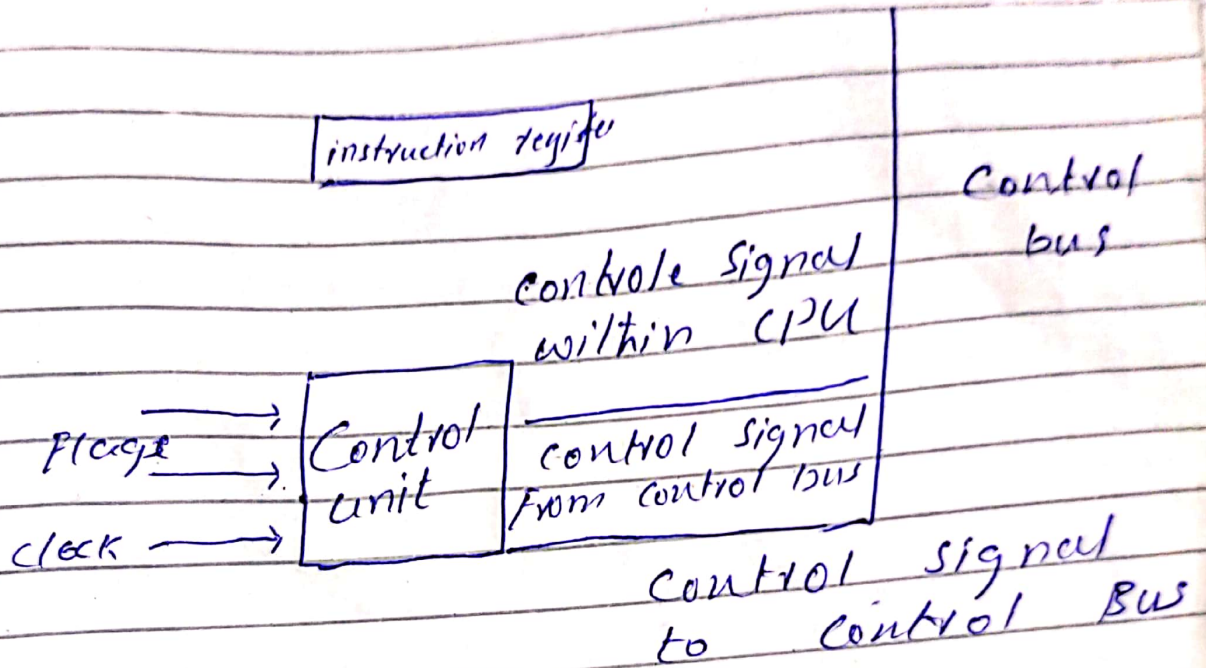 instruction register
Control
bus
controle signal
within CPU
Flags
Control
unit
control signal
From control bus
clock
control signal
to control Bus